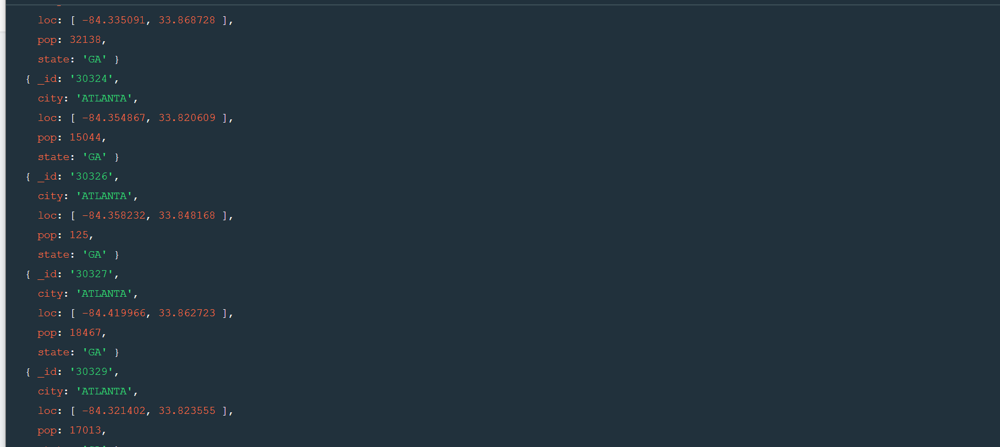 loc: [ -84.335091, 33.868728 ],
pop: 32138,
state: 'GA' }
{ _id: '30324',
city: 'ATLANTA',
loc: [ -84.354867, 33.820609 ],
pop: 15044,
state: 'GA' }
{ _id: '30326',
city: 'ATLANTA',
loc: [ -84.358232, 33.848168 ],
pop: 125,
state: 'GA' }
{ _id: '30327',
city: 'ATLANTA',
loc: [ -84.419966, 33.862723 ],
pop: 18467,
state: 'GA' }
{ _id: '30329',
city: 'ATLANTA',
loc: [ -84.321402, 33.823555 ],
pop: 17013,